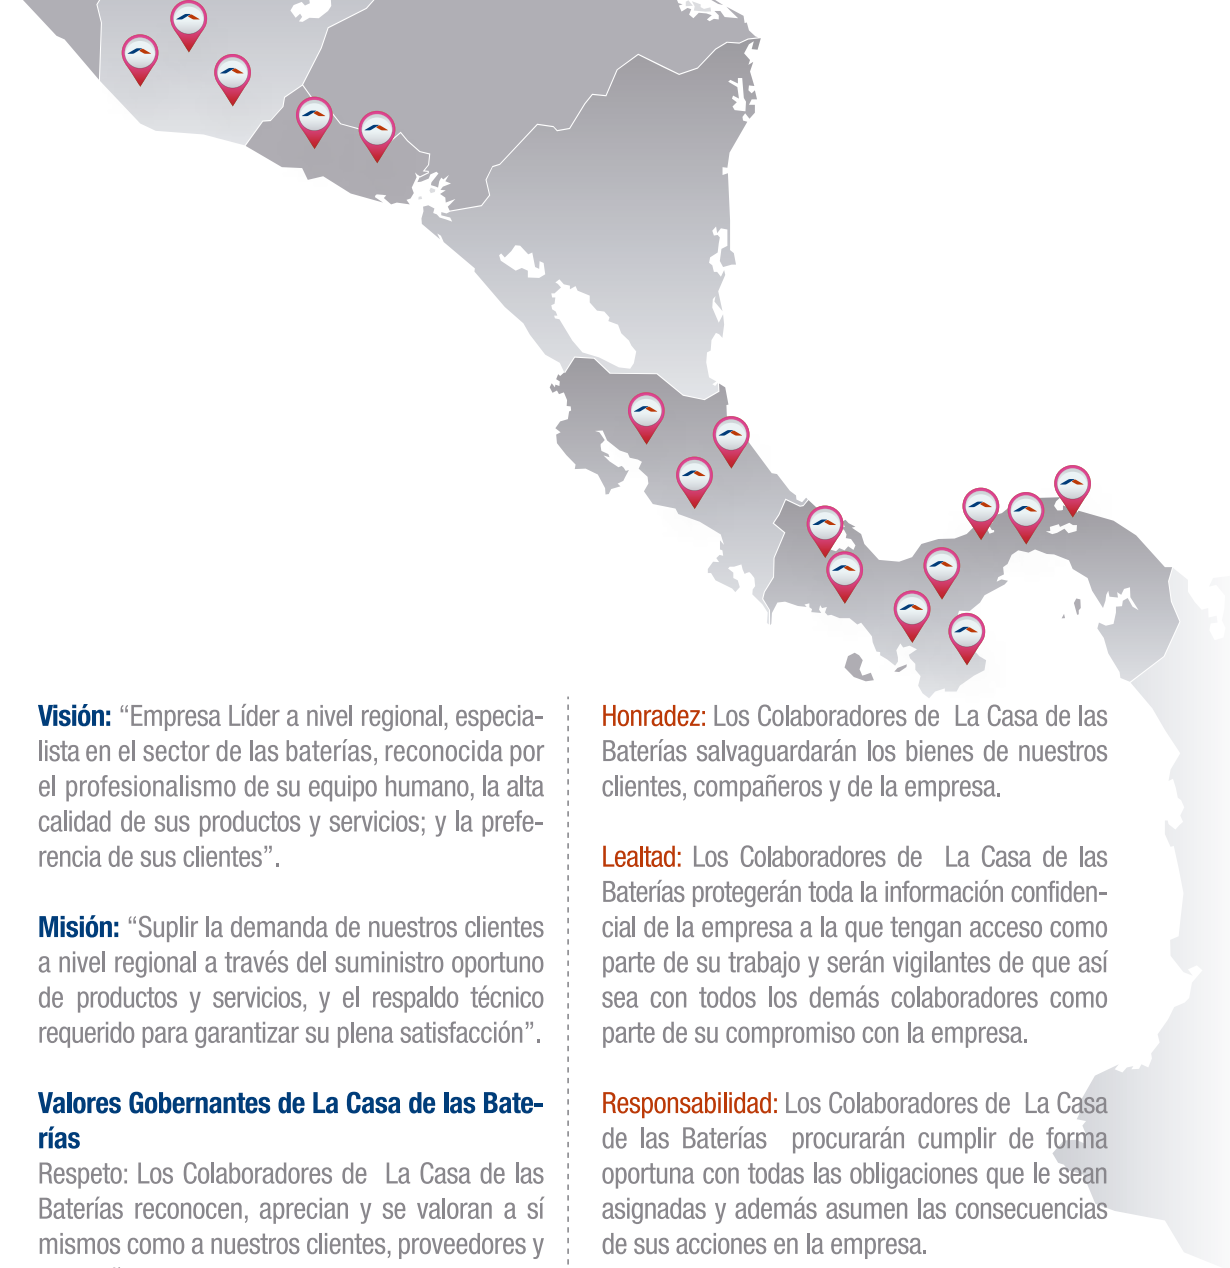 Visión: “Empresa Líder a nivel regional, especia-
lista en el sector de las baterías, reconocida por
el profesionalismo de su equipo humano, la alta
calidad de sus productos y servicios; y la prefe-
rencia de sus clientes”.
Misión: “Suplir la demanda de nuestros clientes
a nivel regional a través del suministro oportuno
de productos y servicios, y el respaldo técnico
requerido para garantizar su plena satisfacción”.
Valores Gobernantes de La Casa de las Bate-
rías
Respeto: Los Colaboradores de La Casa de las
Baterías reconocen, aprecian y se valoran a sí
mismos como a nuestros clientes, proveedores y
Honradez: Los Colaboradores de La Casa de las
Baterías salvaguardarán los bienes de nuestros
clientes, compañeros y de la empresa.
Lealtad: Los Colaboradores de La Casa de las
Baterías protegerán toda la información confiden-
cial de la empresa a la que tengan acceso como
parte de su trabajo y serán vigilantes de que así
sea con todos los demás colaboradores como
parte de su compromiso con la empresa.
Responsabilidad: Los Colaboradores de La Casa
de las Baterías procurarán cumplir de forma
oportuna con todas las obligaciones que le sean
asignadas y además asumen las consecuencias
de sus acciones en la empresa.